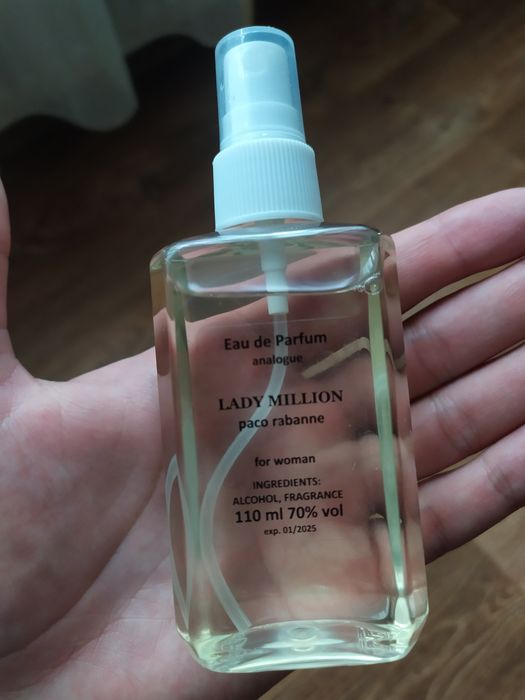 Eau de Parfum
analogue
LADY MILLION
paco rabanne
for woman
INGREDIENTS:
ALCOHOL, FRAGRANCE
110 ml 70% vol
exp. 01/2025